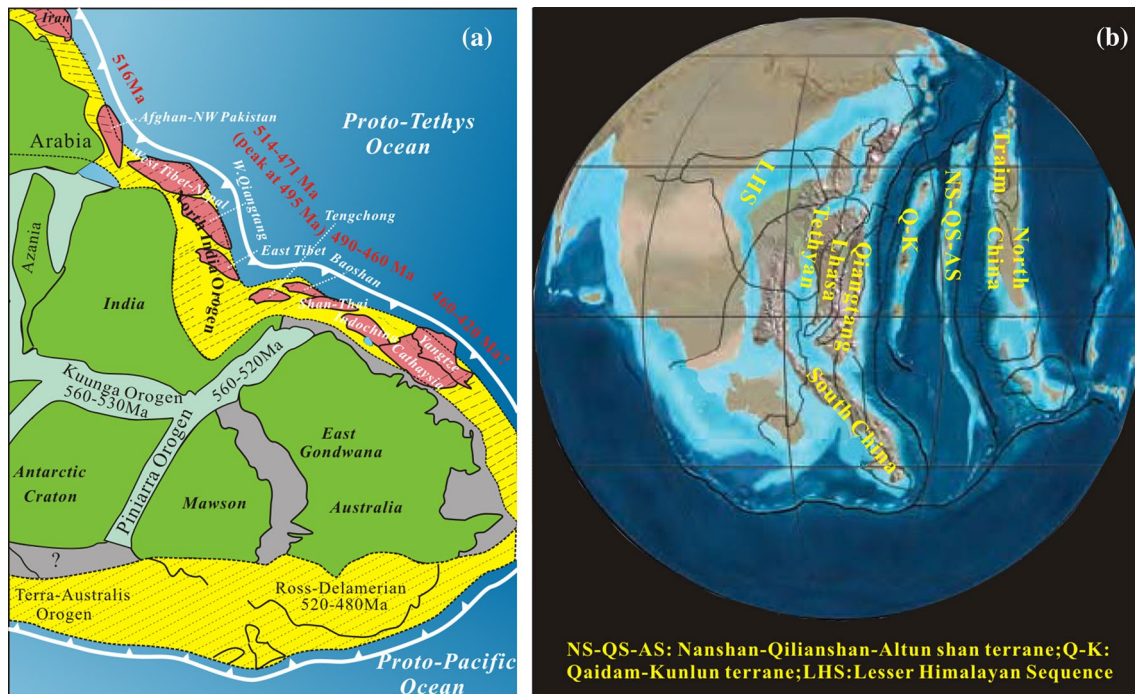 (a)
Iran
516Ma
Afghan-NW Pakistan
Proto-Tethys
Ocean
Arabia
514-471 Ma
(peak at 495 Ma)
West Tibet-Nepal
W.Qiangtang
Tengchong
North India Orogen
490-460 Ma
East Tibet
Baoshan
Azania
India
Shan-Thai
Indochin
460-420 Ma?
Yangtze
Cathaysia
560-520Ma
Kuunga Orogen
560-530Ma
East
Gondwana
Antarctic
Craton
Piniarra Orogen
Mawson
Australia
?
Terra-Australis
Orogen
Ross-Delamerian
520-480Ma
Proto-Pacific
Ocean
(b)
LHS
Tethyan
Lhasa
Qiangtang
Q-K
NS-QS-AS
Traim
North
China
South China
NS-QS-AS: Nanshan-Qilianshan-Altun shan terrane;Q-K:
Qaidam-Kunlun terrane;LHS:Lesser Himalayan Sequence